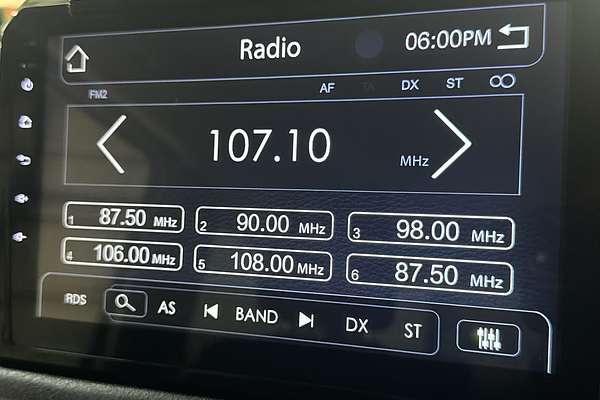 Radio 06:00PM
FM2 AF TA DX ST
107.10 MHz
1 87.50 MHz 2 90.00 MHz 3 98.00 MHz
4 106.00 MHz 5 108.00 MHz 6 87.50 MHz
RDS AS BAND DX ST